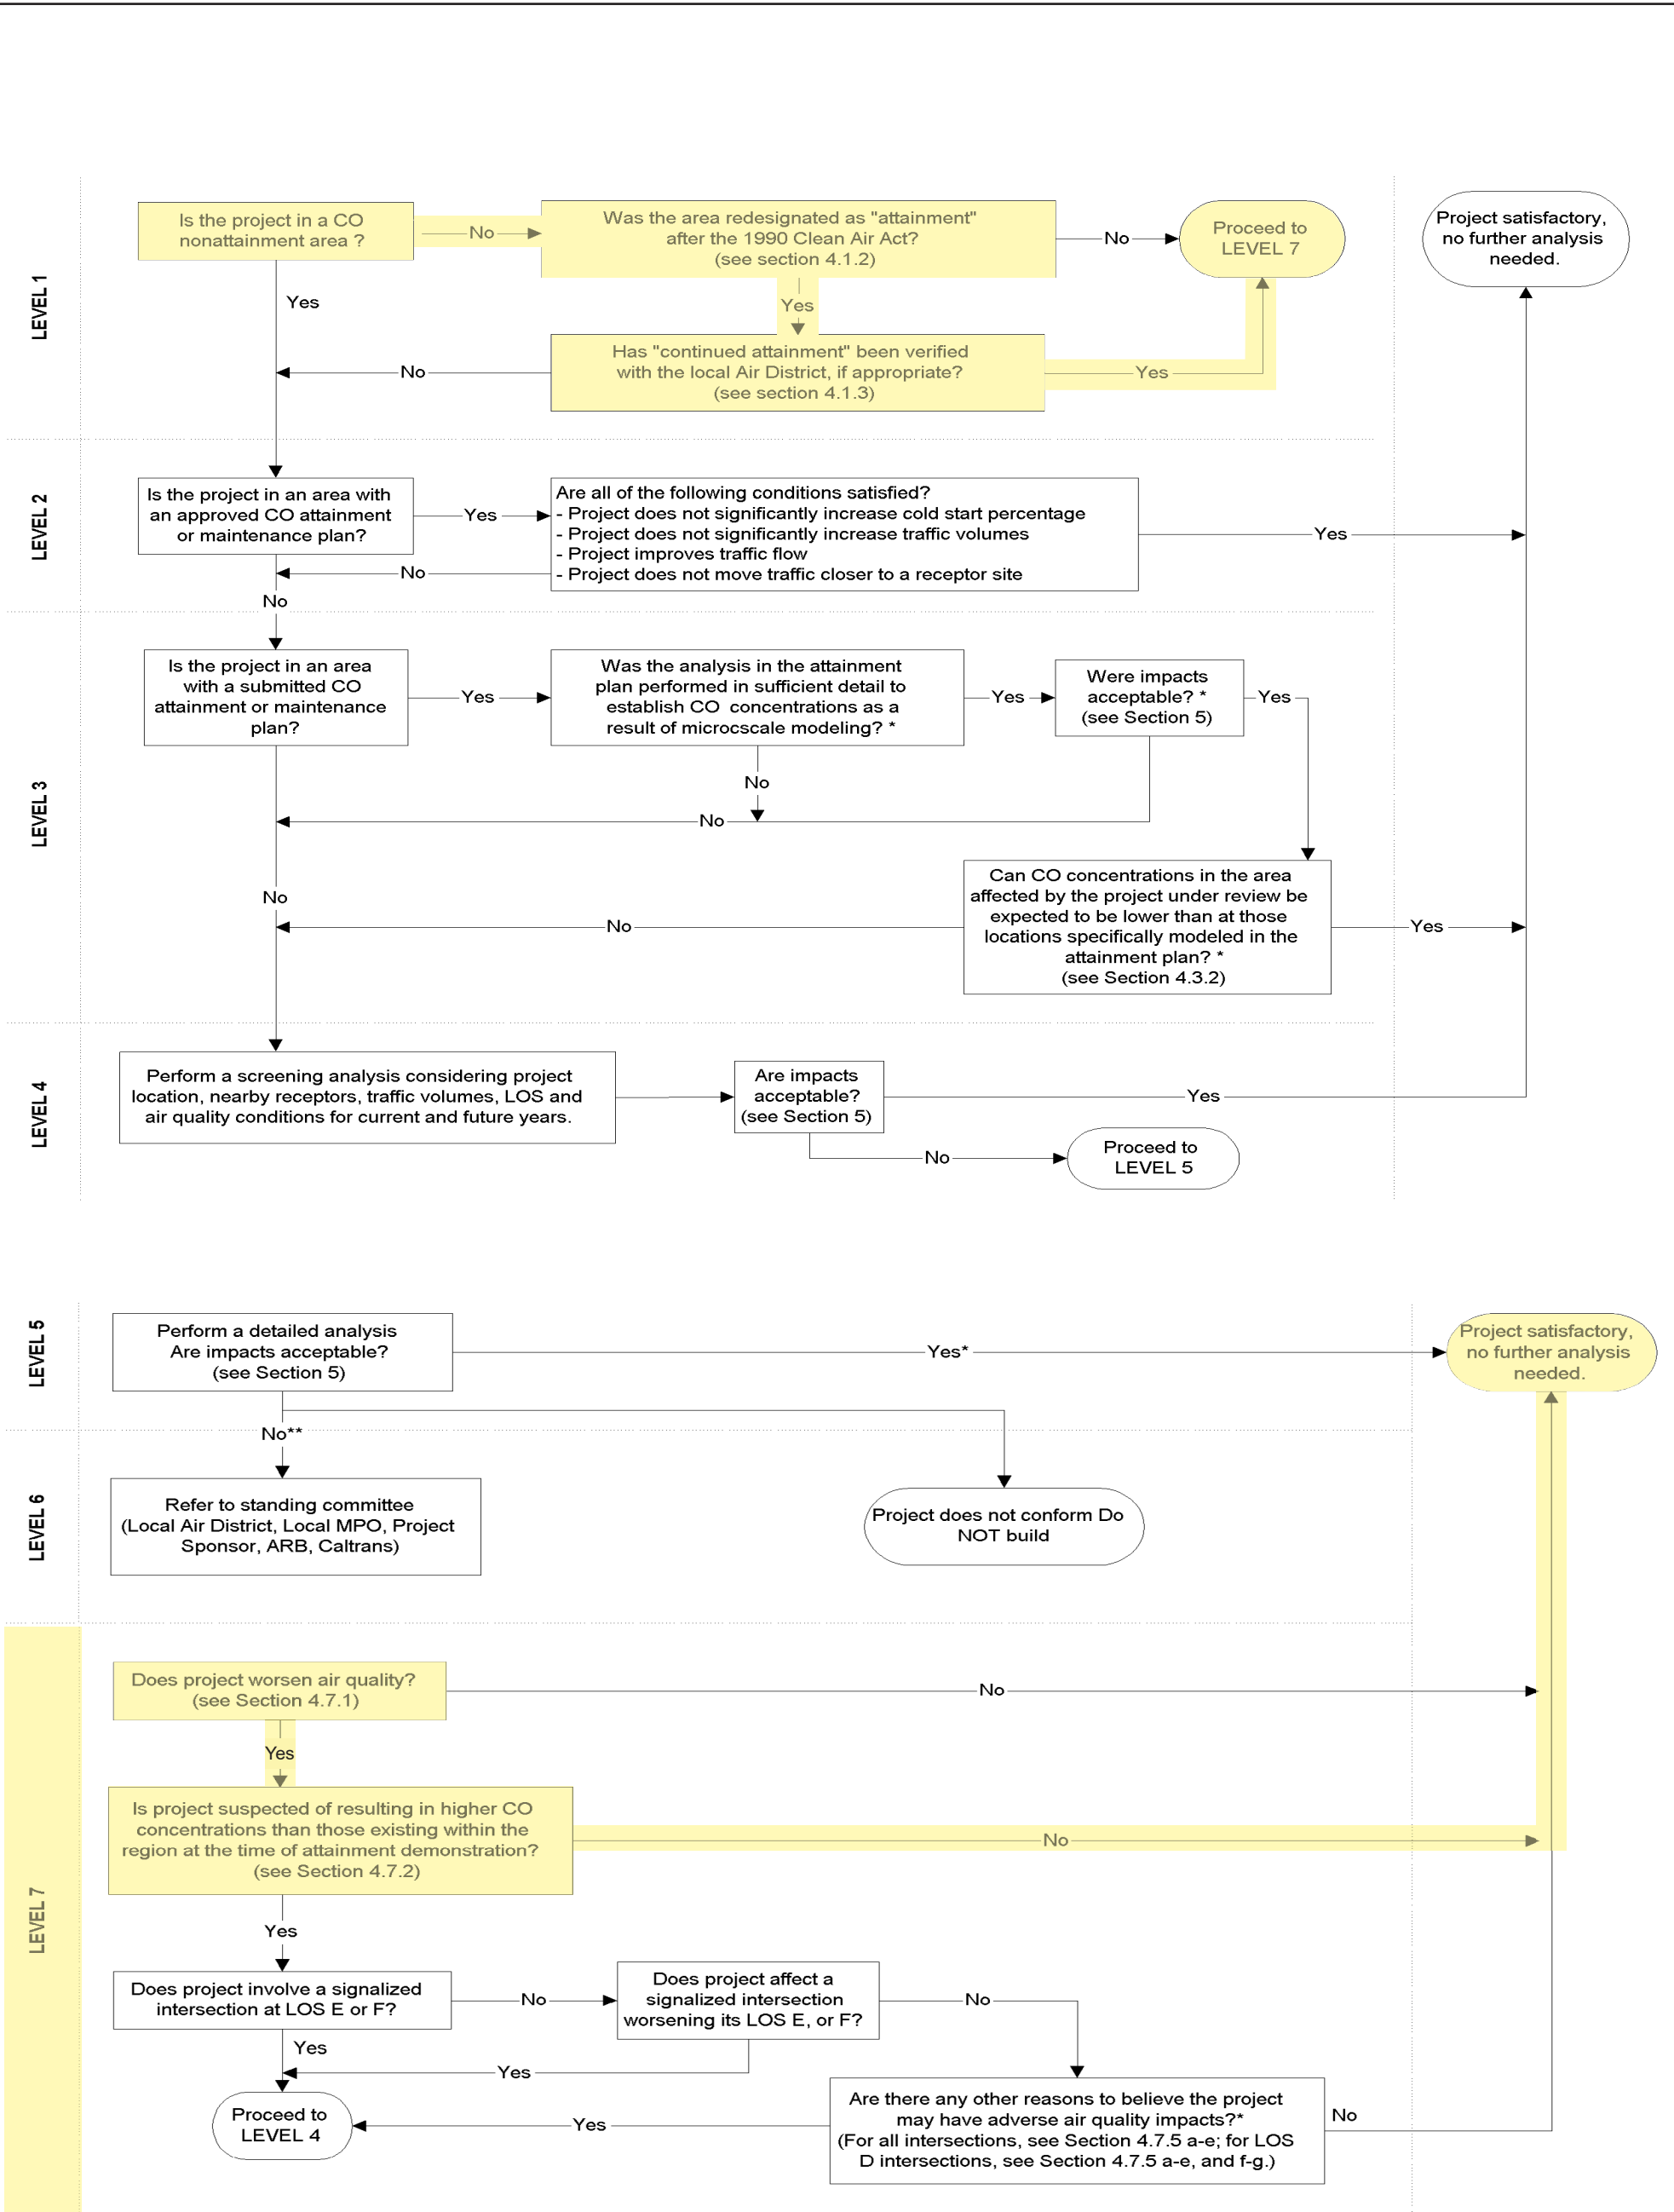 LEVEL 1
Is the project in a CO
nonattainment area ?
No
Was the area redesignated as "attainment"
after the 1990 Clean Air Act?
(see section 4.1.2)
No
Proceed to
LEVEL 7
Project satisfactory,
no further analysis
needed.
Yes
Yes
Has "continued attainment" been verified
with the local Air District, if appropriate?
(see section 4.1.3)
No
Yes
LEVEL 2
Is the project in an area with
an approved CO attainment
or maintenance plan?
Yes
Are all of the following conditions satisfied?
- Project does not significantly increase cold start percentage
- Project does not significantly increase traffic volumes
- Project improves traffic flow
- Project does not move traffic closer to a receptor site
Yes
No
No
LEVEL 3
Is the project in an area
with a submitted CO
attainment or maintenance
plan?
Yes
Was the analysis in the attainment
plan performed in sufficient detail to
establish CO concentrations as a
result of microcscale modeling? *
Yes
Were impacts
acceptable? *
(see Section 5)
Yes
No
No
No
Can CO concentrations in the area
affected by the project under review be
expected to be lower than at those
locations specifically modeled in the
attainment plan? *
(see Section 4.3.2)
No
Yes
LEVEL 4
Perform a screening analysis considering project
location, nearby receptors, traffic volumes, LOS and
air quality conditions for current and future years.
Are impacts
acceptable?
(see Section 5)
Yes
No
Proceed to
LEVEL 5
LEVEL 5
Perform a detailed analysis
Are impacts acceptable?
(see Section 5)
Yes*
Project satisfactory,
no further analysis
needed.
No**
LEVEL 6
Refer to standing committee
(Local Air District, Local MPO, Project
Sponsor, ARB, Caltrans)
Project does not conform Do
NOT build
LEVEL 7
Does project worsen air quality?
(see Section 4.7.1)
No
Yes
Is project suspected of resulting in higher CO
concentrations than those existing within the
region at the time of attainment demonstration?
(see Section 4.7.2)
No
Yes
Does project involve a signalized
intersection at LOS E or F?
No
Does project affect a
signalized intersection
worsening its LOS E, or F?
No
Yes
Yes
Proceed to
LEVEL 4
Yes
Are there any other reasons to believe the project
may have adverse air quality impacts?*
(For all intersections, see Section 4.7.5 a-e; for LOS
D intersections, see Section 4.7.5 a-e, and f-g.)
No